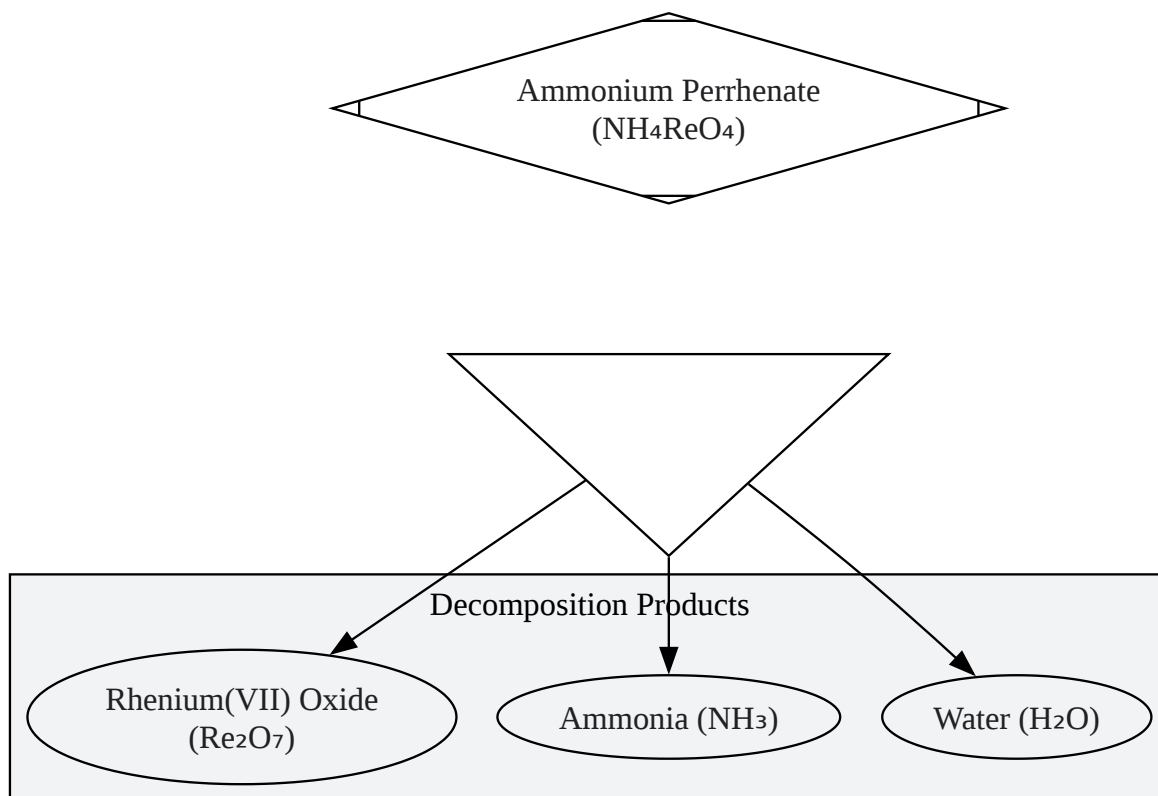 Ammonium Perrhenate
(NH₄ReO₄)
Decomposition Products
Rhenium(VII) Oxide
(Re₂O₇)
Ammonia (NH₃)
Water (H₂O)